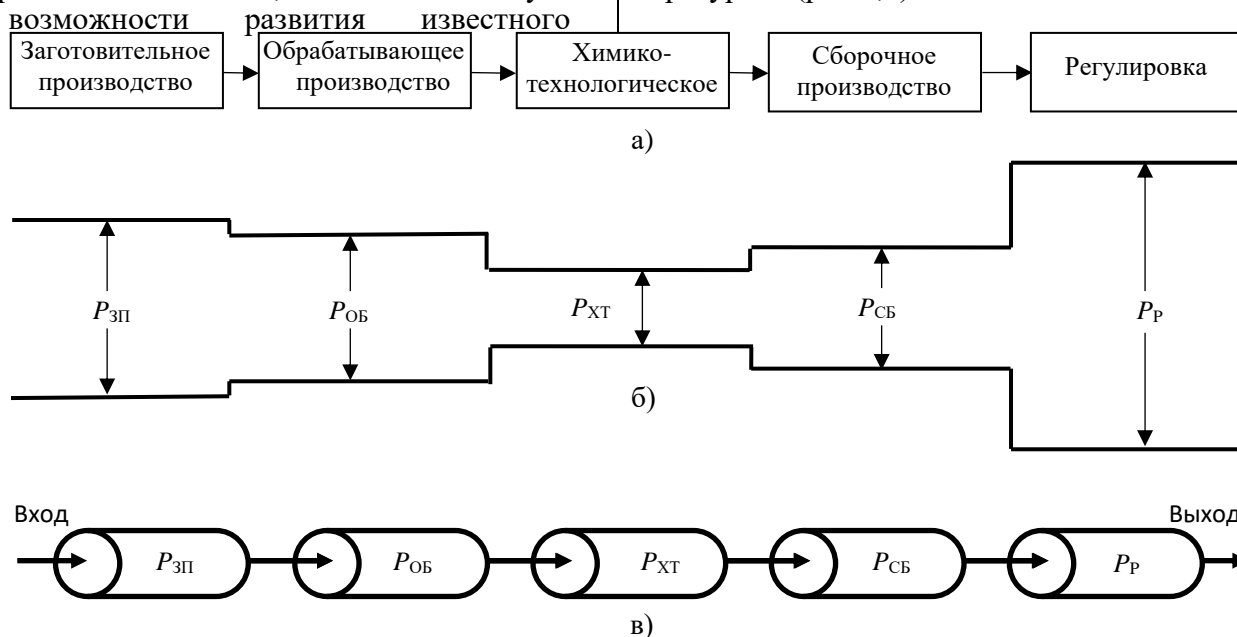 возможности развития известного
Заготовительное
производство
Обрабатывающее
производство
Химико-
технологическое
Сборочное
производство
Регулировка
а)
PЗП
PОБ
PХТ
PСБ
PР
б)
Вход
Выход
PЗП
PОБ
PХТ
PСБ
PР
в)